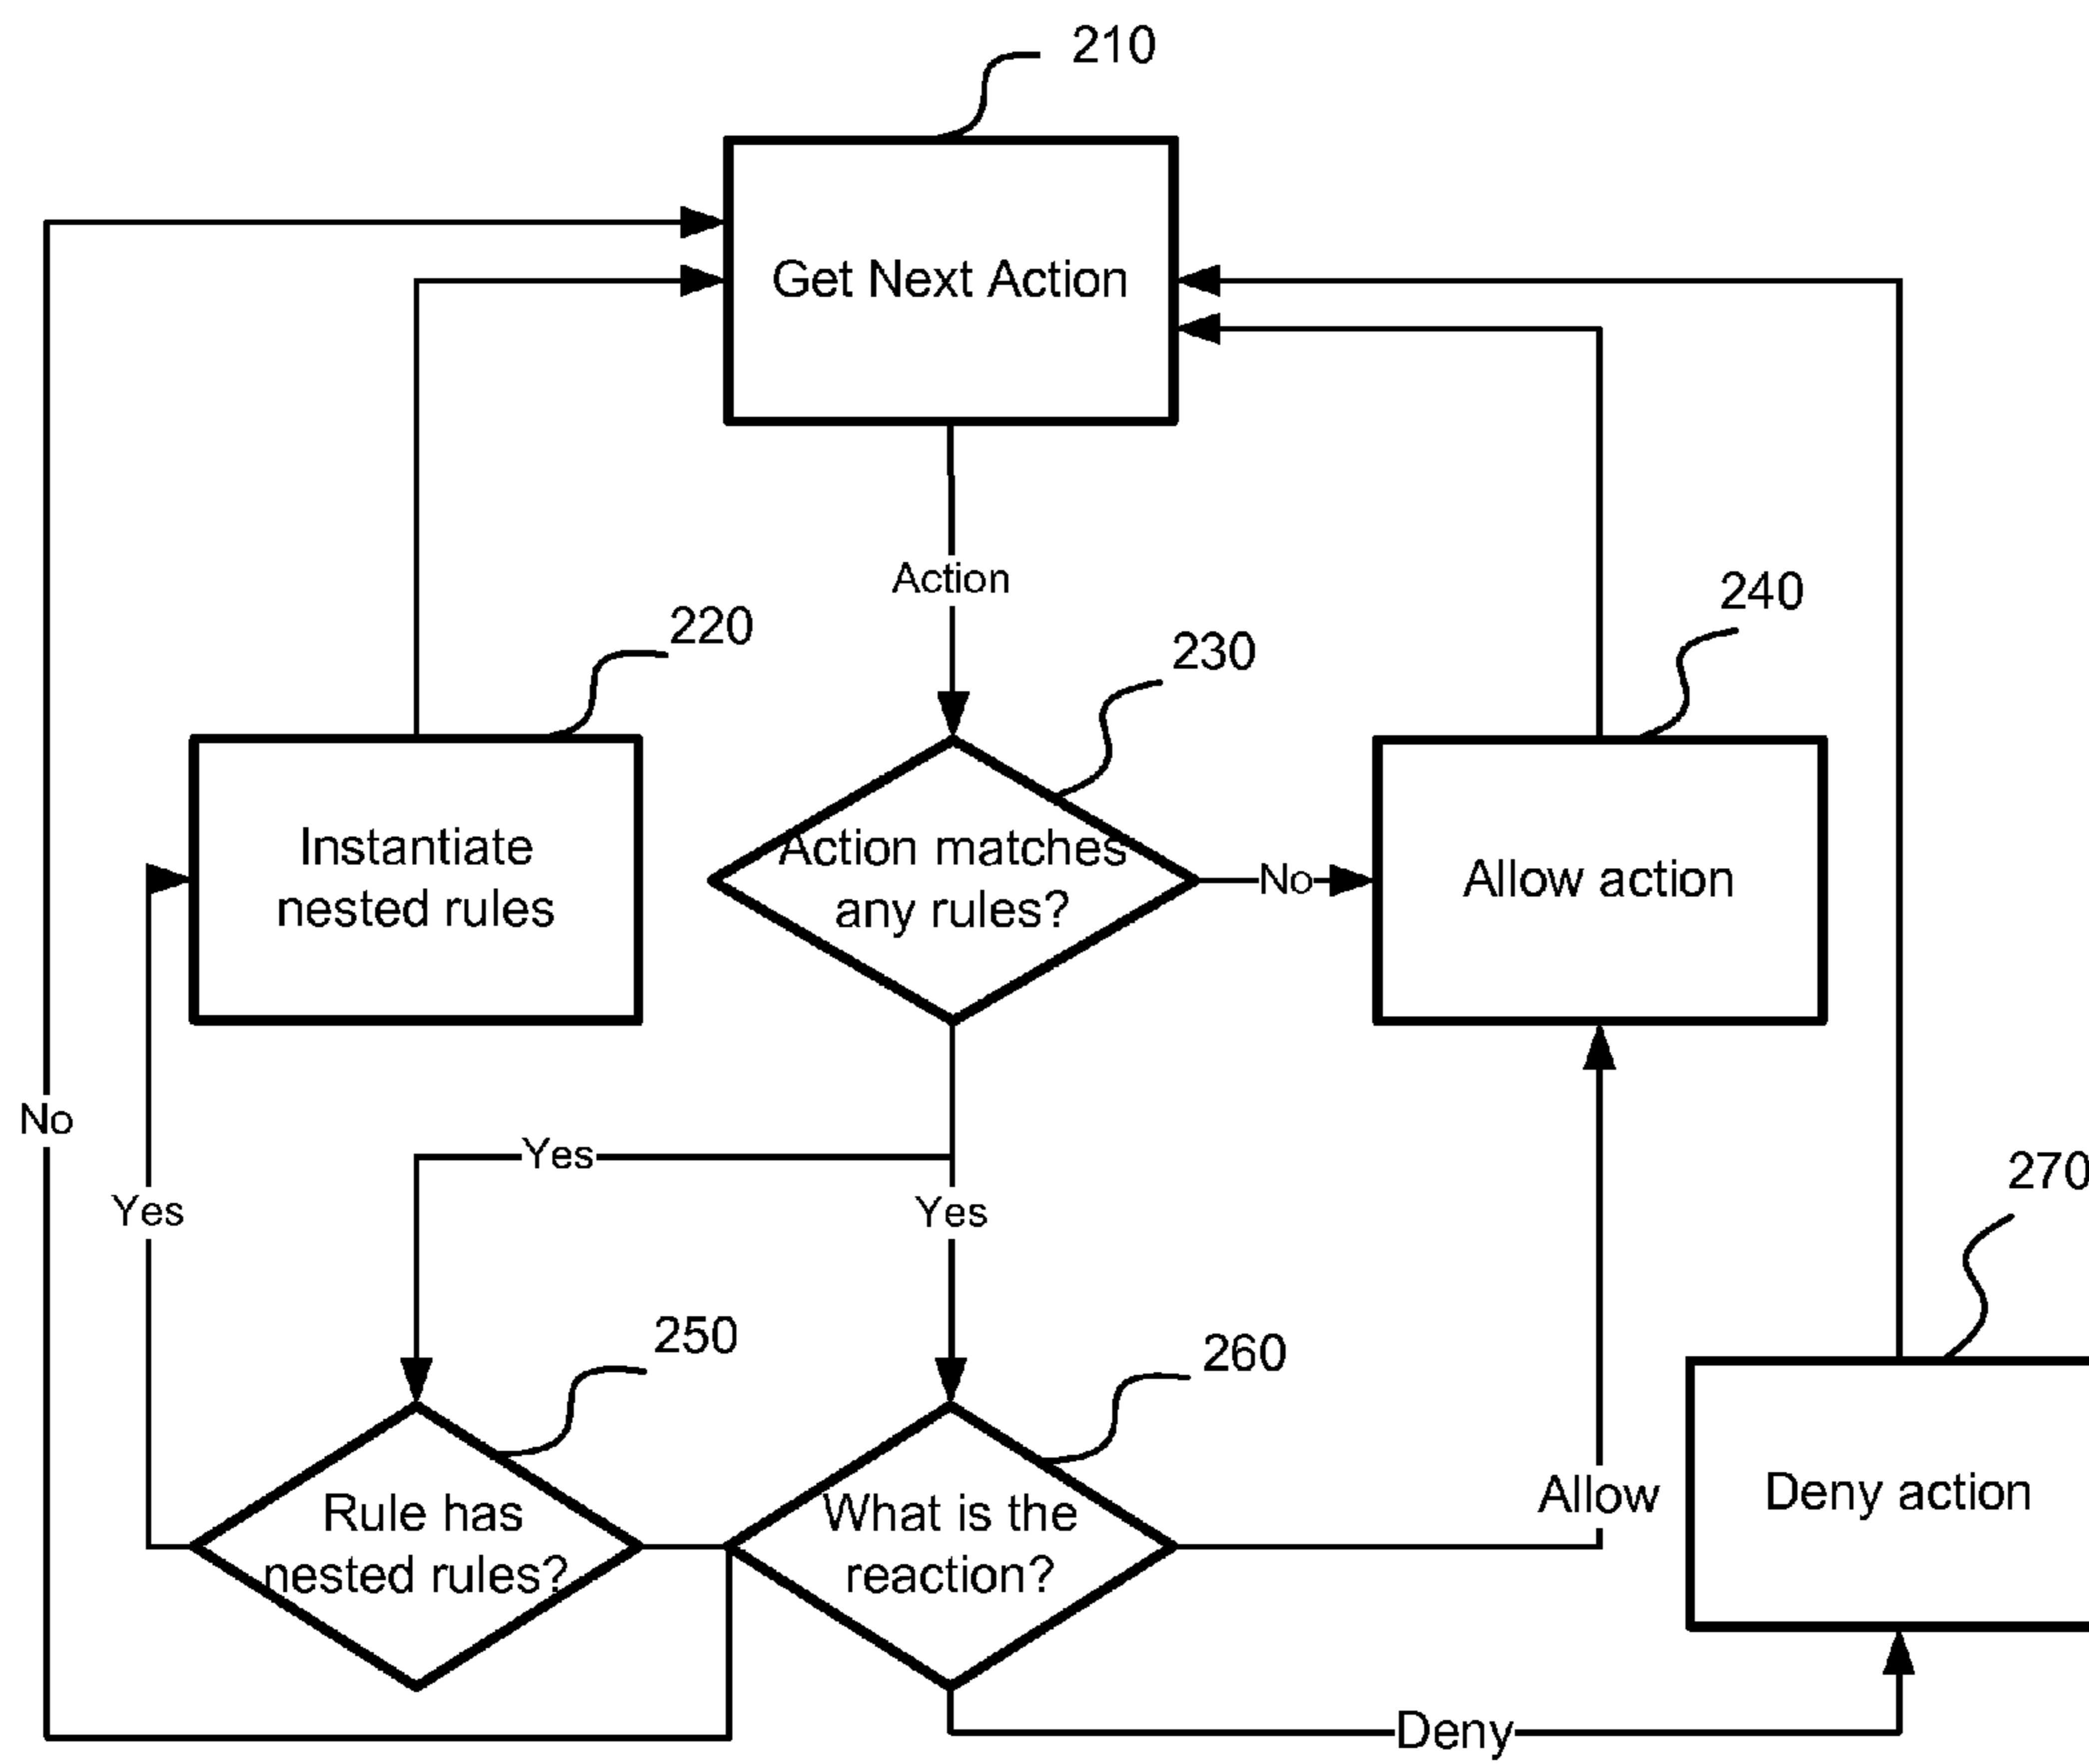 210
Get Next Action
Action
220
230
240
Instantiate
nested rules
Action matches
any rules?
No
Allow action
No
Yes
Yes
Yes
270
250
260
Rule has
nested rules?
What is the
reaction?
Allow
Deny action
Deny